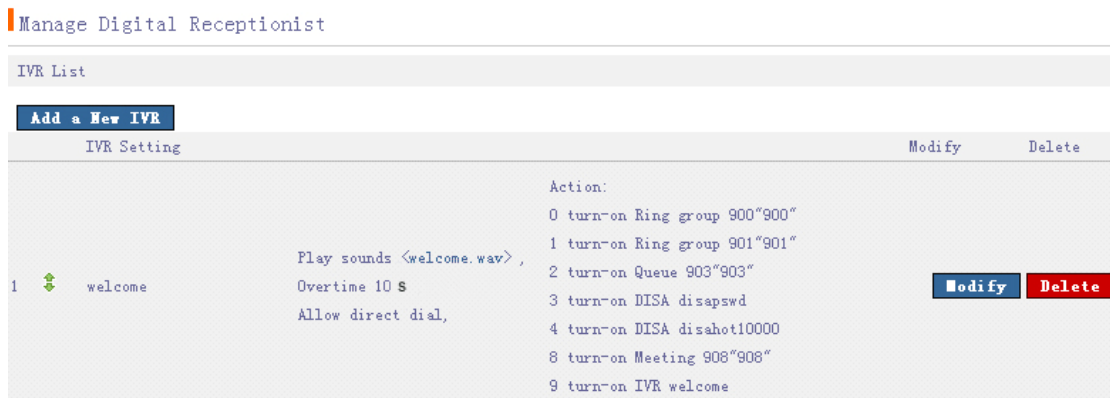 Manage Digital Receptionist
IVR List
Add a New IVR
IVR Setting Modify Delete
1 welcome
Play sounds <welcome.wav> ,
Overtime 10 s
Allow direct dial,
Action:
0 turn-on Ring group 900"900"
1 turn-on Ring group 901"901"
2 turn-on Queue 903"903"
3 turn-on DISA disapswd
4 turn-on DISA disahot10000
8 turn-on Meeting 908"908"
9 turn-on IVR welcome
Modify Delete